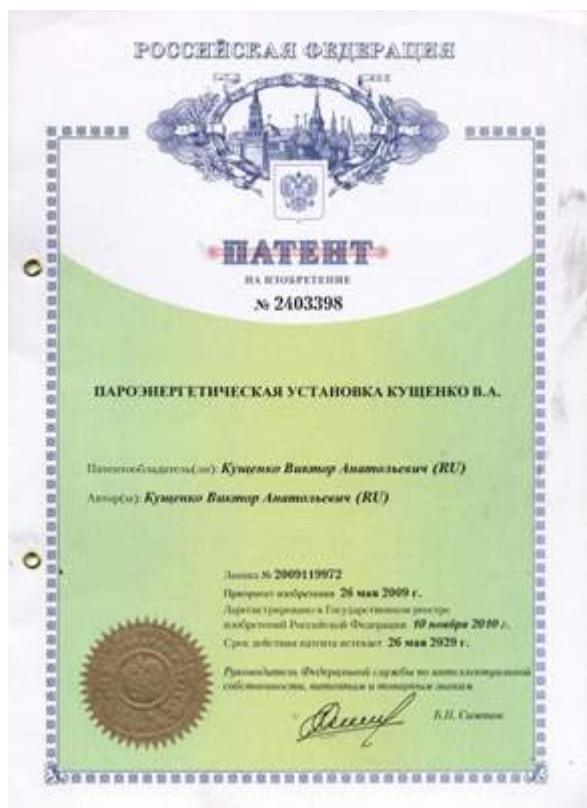 РОССИЙСКАЯ ФЕДЕРАЦИЯ
ПАТЕНТ
НА ИЗОБРЕТЕНИЕ
№ 2403398
ПАРОЭНЕРГЕТИЧЕСКАЯ УСТАНОВКА КУЩЕНКО В.А.
Патентообладатель(ли): Кущенко Виктор Анатольевич (RU)
Автор(ы): Кущенко Виктор Анатольевич (RU)
Заявка № 2009119972
Приоритет изобретения 26 мая 2009 г.
Зарегистрировано в Государственном реестре
изобретений Российской Федерации 10 ноября 2010 г.
Срок действия патента истекает 26 мая 2029 г.
Руководитель Федеральной службы по интеллектуальной
собственности, патентам и товарным знакам
Б.П. Симонов